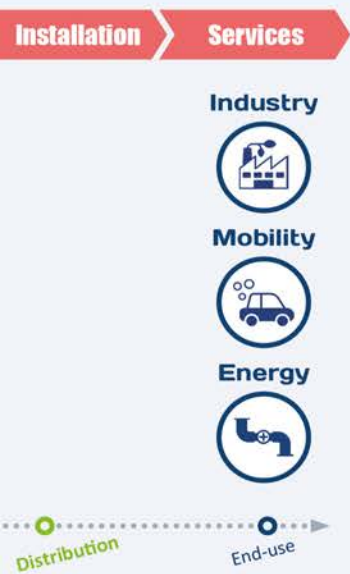 Installation
Services
Industry
Mobility
Energy
Distribution
End-use